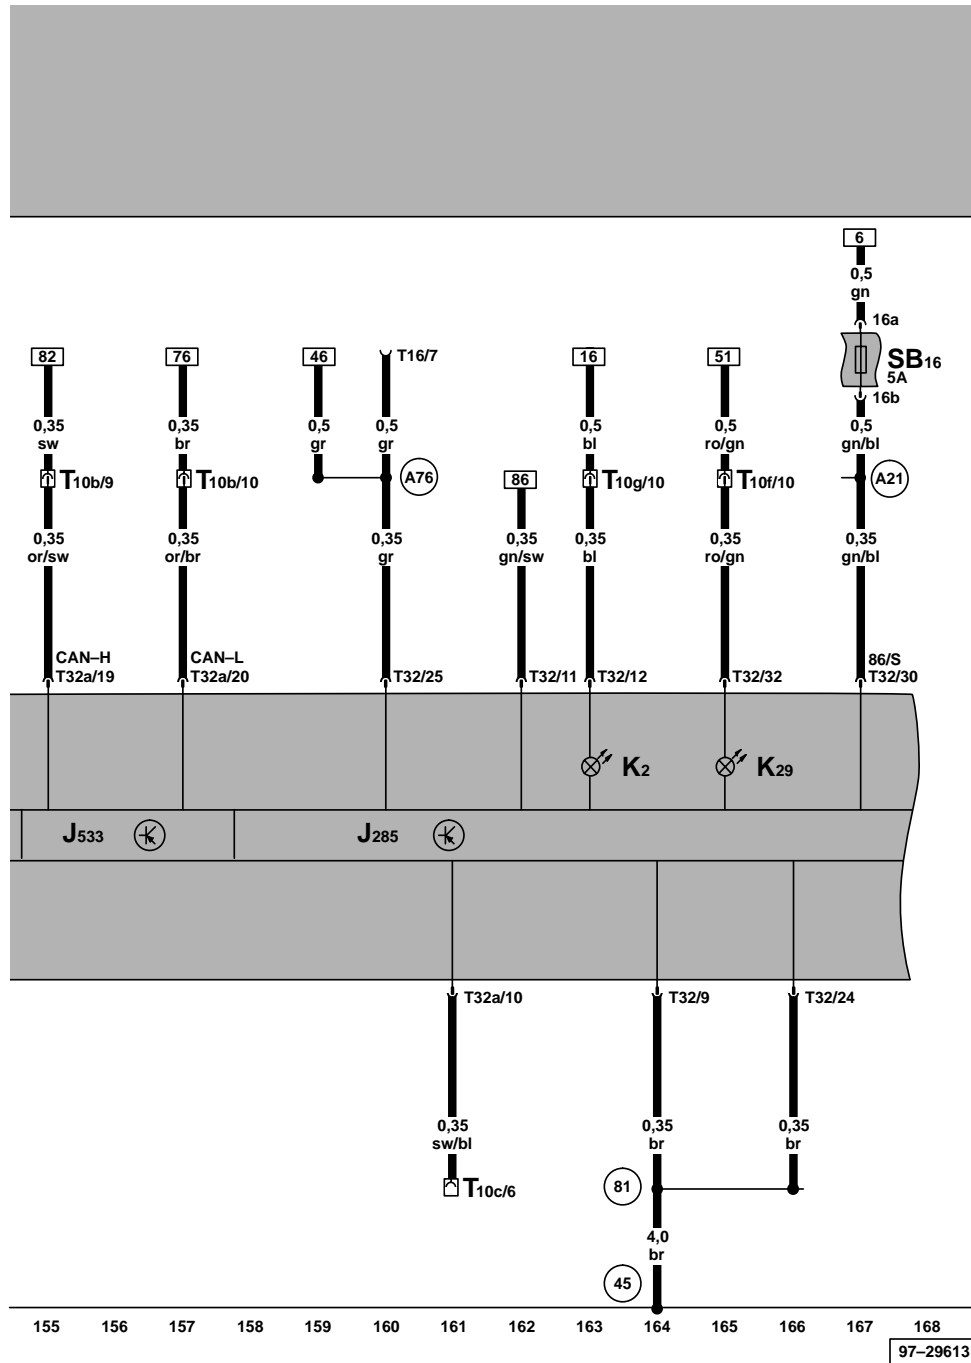 6
0,5
gn
16a
SB16
5A
16b
82
76
46
T16/7
16
51
0,35
sw
0,35
br
0,5
gr
0,5
gr
0,5
bl
0,5
ro/gn
0,5
gn/bl
T10b/9
T10b/10
A76
86
T10g/10
T10f/10
A21
0,35
or/sw
0,35
or/br
0,35
gr
0,35
gn/sw
0,35
bl
0,35
ro/gn
0,35
gn/bl
CAN–H
T32a/19
CAN–L
T32a/20
T32/25
T32/11
T32/12
T32/32
86/S
T32/30
K2
K29
J533
J285
T32a/10
T32/9
T32/24
0,35
sw/bl
0,35
br
0,35
br
T10c/6
81
4,0
br
45
155 156 157 158 159 160 161 162 163 164 165 166 167 168
97–29613